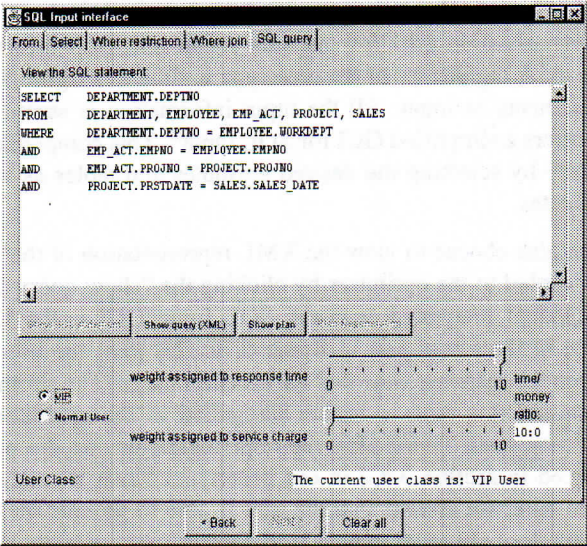 SQL Input interface
From Select Where restriction Where join SQL query
View the SQL statement
SELECT DEPARTMENT.DEPTNO
FROM DEPARTMENT, EMPLOYEE, EMP_ACT, PROJECT, SALES
WHERE DEPARTMENT.DEPTNO = EMPLOYEE.WORKDEPT
AND EMP_ACT.EMPNO = EMPLOYEE.EMPNO
AND EMP_ACT.PROJNO = PROJECT.PROJNO
AND PROJECT.PRSTDATE = SALES.SALES_DATE
Show query (XML) Show plan
weight assigned to response time
0 10
time/
money
ratio:
10:0
VIP
Normal User
weight assigned to service charge
0 10
User Class: The current user class is: VIP User
< Back Next > Clear all